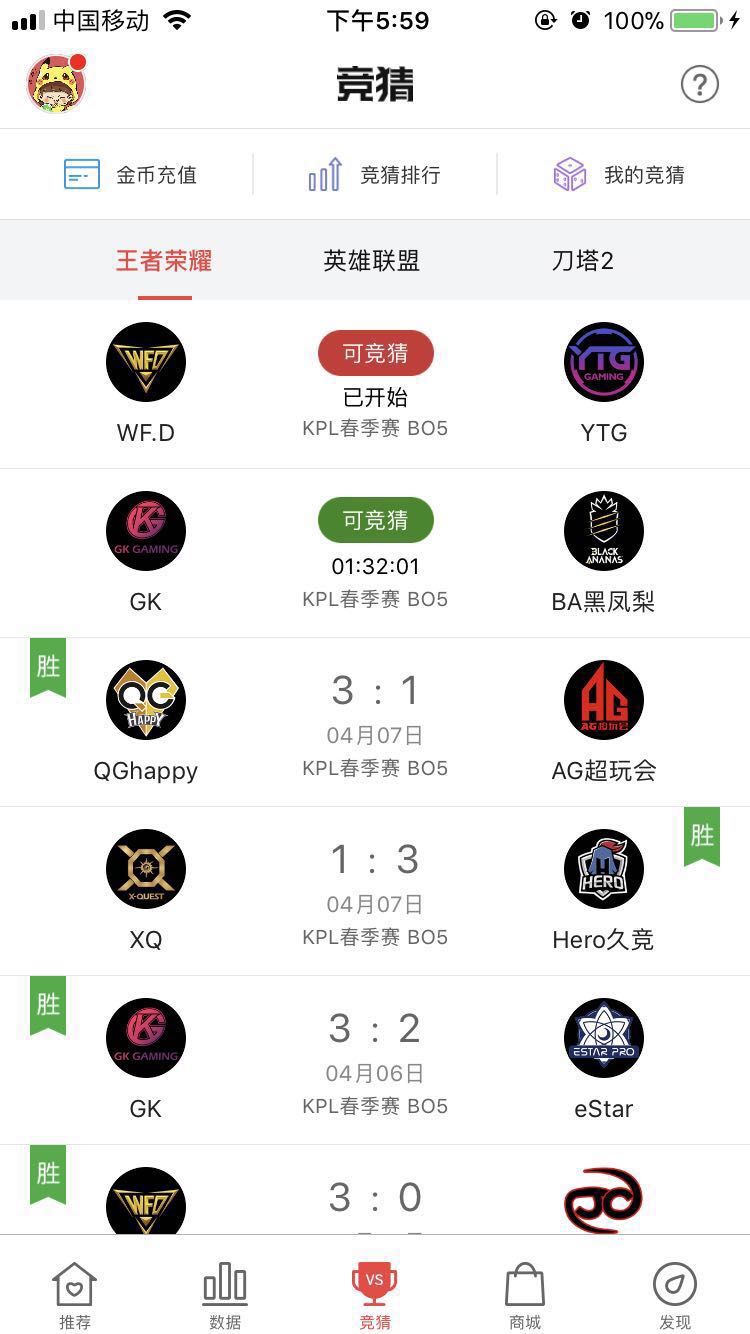 中国移动 下午5:59 100%
竞猜 ?
金币充值 竞猜排行 我的竞猜
王者荣耀 英雄联盟 刀塔2
WFD 可竞猜 YTG
GAMING
已开始
WF.D KPL春季赛 BO5 YTG
GK GAMING 可竞猜 BLACK
ANANAS
01:32:01
GK KPL春季赛 BO5 BA黑凤梨
胜 QG
HAPPY 3 : 1 AG
AG超玩会
04月07日
QGhappy KPL春季赛 BO5 AG超玩会
X-QUEST 1 : 3 HERO 胜
04月07日
XQ KPL春季赛 BO5 Hero久竞
胜 GK GAMING 3 : 2 ESTAR PRO
04月06日
GK KPL春季赛 BO5 eStar
胜 WFD 3 : 0 JC
VS
推荐 数据 竞猜 商城 发现